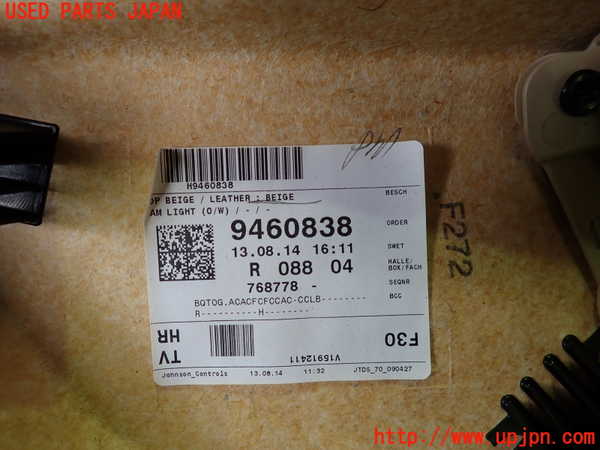 USED PARTS JAPAN
H9460838
OP BEIGE / LEATHER : BEIGE
AM LIGHT (O/W) / - / -
BESCH
9460838
ORDER
13.08.14 16:11
SWET
R 088 04
HALLE/
BOX/FACH
768778 -
SEQNR
BQTOG.ACACFCFCCAC-CCLB--------
BCC
R----------H--------
TV
HR
V15912411
F30
Johnson_Controls 13.08.14 11:32 JTDS_70_090427
F272
http://www.upjpn.com/